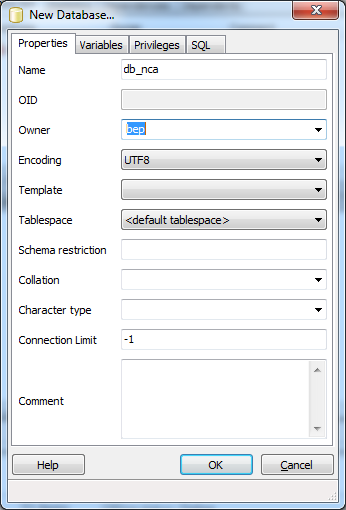 New Database...
Properties Variables Privileges SQL
Name db_nca
OID
Owner bep
Encoding UTF8
Template
Tablespace <default tablespace>
Schema restriction
Collation
Character type
Connection Limit -1
Comment
Help OK Cancel